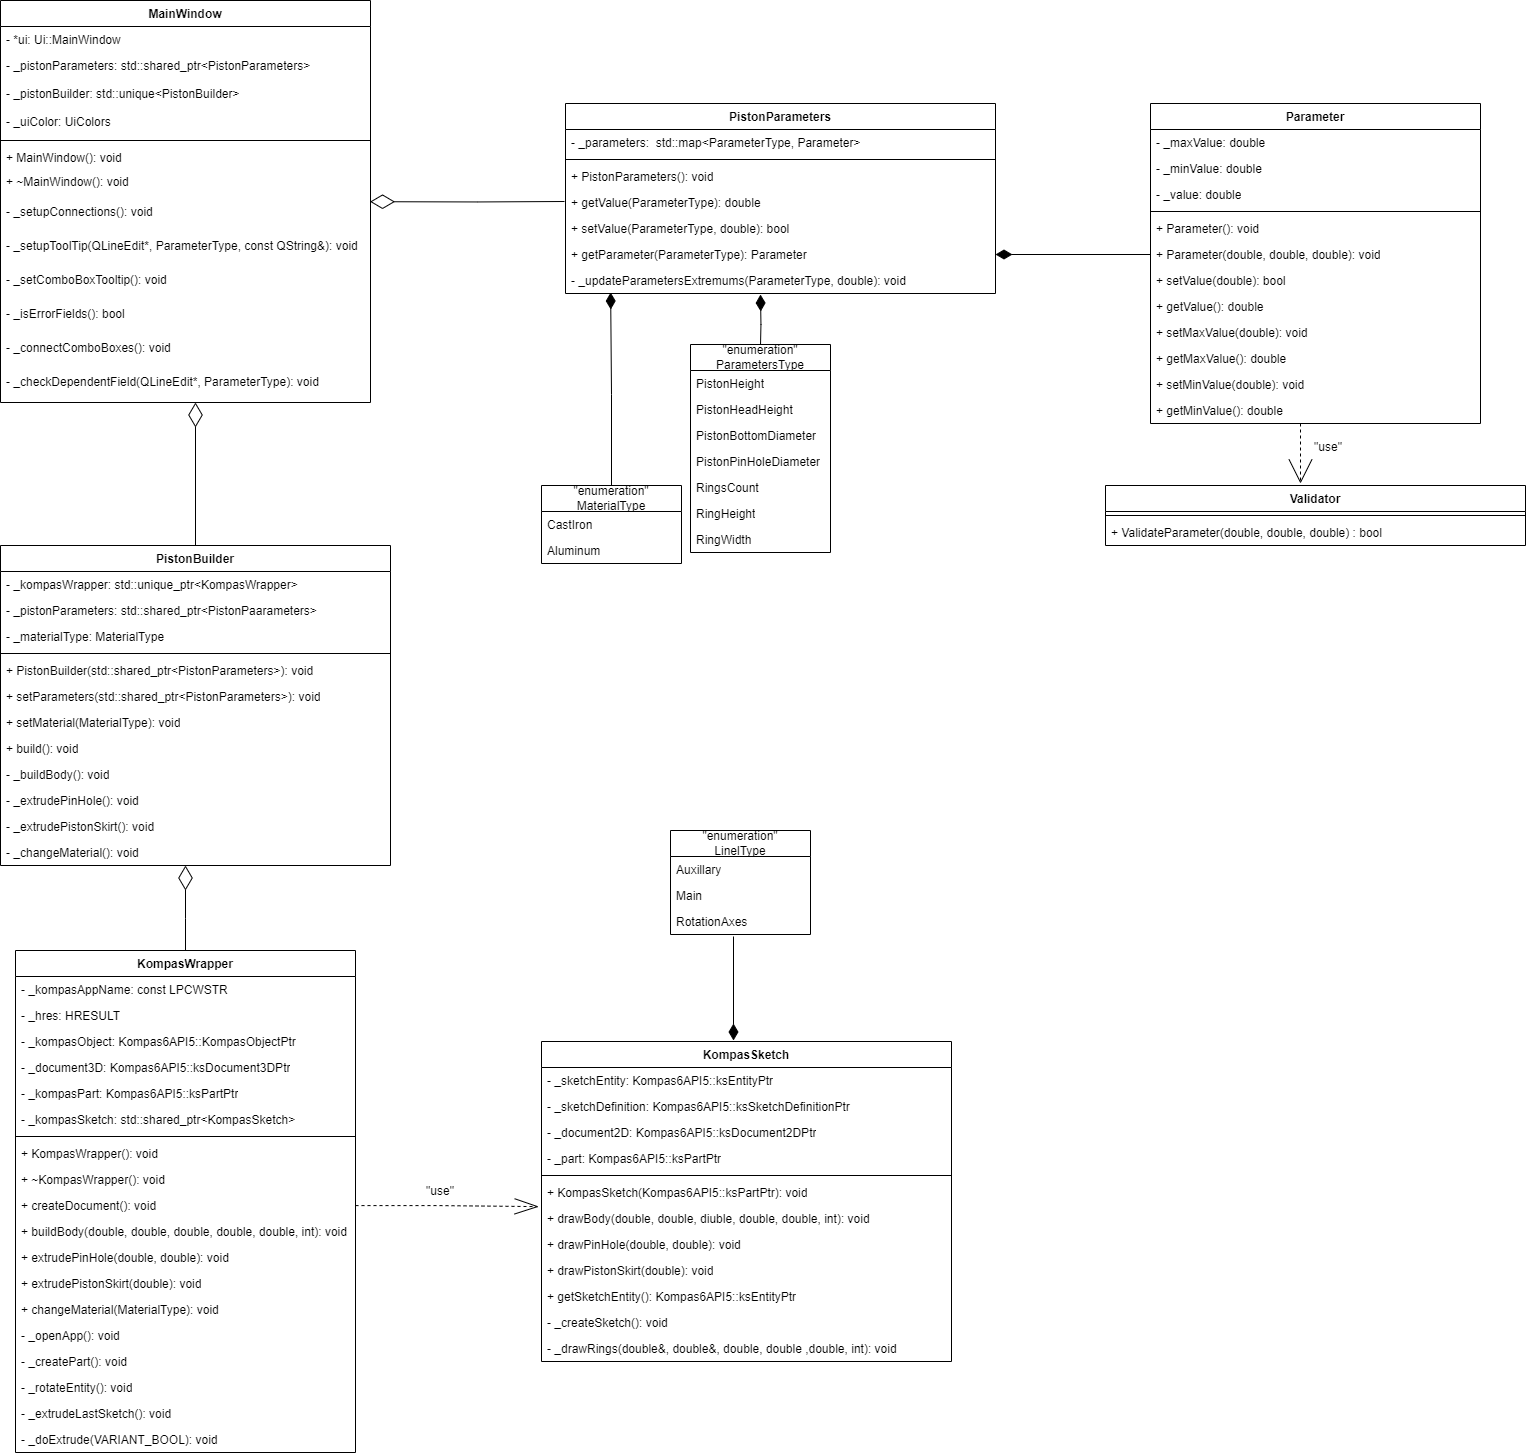 MainWindow
- *ui: Ui::MainWindow
- _pistonParameters: std::shared_ptr<PistonParameters>
- _pistonBuilder: std::unique<PistonBuilder>
- _uiColor: UiColors
+ MainWindow(): void
+ ~MainWindow(): void
- _setupConnections(): void
- _setupToolTip(QLineEdit*, ParameterType, const QString&): void
- _setComboBoxTooltip(): void
- _isErrorFields(): bool
- _connectComboBoxes(): void
- _checkDependentField(QLineEdit*, ParameterType): void
PistonParameters
- _parameters:  std::map<ParameterType, Parameter>
+ PistonParameters(): void
+ getValue(ParameterType): double
+ setValue(ParameterType, double): bool
+ getParameter(ParameterType): Parameter
- _updateParametersExtremums(ParameterType, double): void
Parameter
- _maxValue: double
- _minValue: double
- _value: double
+ Parameter(): void
+ Parameter(double, double, double): void
+ setValue(double): bool
+ getValue(): double
+ setMaxValue(double): void
+ getMaxValue(): double
+ setMinValue(double): void
+ getMinValue(): double
"use"
Validator
+ ValidateParameter(double, double, double) : bool
"enumeration"
ParametersType
PistonHeight
PistonHeadHeight
PistonBottomDiameter
PistonPinHoleDiameter
RingsCount
RingHeight
RingWidth
"enumeration"
MaterialType
CastIron
Aluminum
PistonBuilder
- _kompasWrapper: std::unique_ptr<KompasWrapper>
- _pistonParameters: std::shared_ptr<PistonPaarameters>
- _materialType: MaterialType
+ PistonBuilder(std::shared_ptr<PistonParameters>): void
+ setParameters(std::shared_ptr<PistonParameters>): void
+ setMaterial(MaterialType): void
+ build(): void
- _buildBody(): void
- _extrudePinHole(): void
- _extrudePistonSkirt(): void
- _changeMaterial(): void
"enumeration"
LinelType
Auxillary
Main
RotationAxes
KompasWrapper
- _kompasAppName: const LPCWSTR
- _hres: HRESULT
- _kompasObject: Kompas6API5::KompasObjectPtr
- _document3D: Kompas6API5::ksDocument3DPtr
- _kompasPart: Kompas6API5::ksPartPtr
- _kompasSketch: std::shared_ptr<KompasSketch>
+ KompasWrapper(): void
+ ~KompasWrapper(): void
+ createDocument(): void
+ buildBody(double, double, double, double, double, int): void
+ extrudePinHole(double, double): void
+ extrudePistonSkirt(double): void
+ changeMaterial(MaterialType): void
- _openApp(): void
- _createPart(): void
- _rotateEntity(): void
- _extrudeLastSketch(): void
- _doExtrude(VARIANT_BOOL): void
"use"
KompasSketch
- _sketchEntity: Kompas6API5::ksEntityPtr
- _sketchDefinition: Kompas6API5::ksSketchDefinitionPtr
- _document2D: Kompas6API5::ksDocument2DPtr
- _part: Kompas6API5::ksPartPtr
+ KompasSketch(Kompas6API5::ksPartPtr): void
+ drawBody(double, double, diuble, double, double, int): void
+ drawPinHole(double, double): void
+ drawPistonSkirt(double): void
+ getSketchEntity(): Kompas6API5::ksEntityPtr
- _createSketch(): void
- _drawRings(double&, double&, double, double ,double, int): void